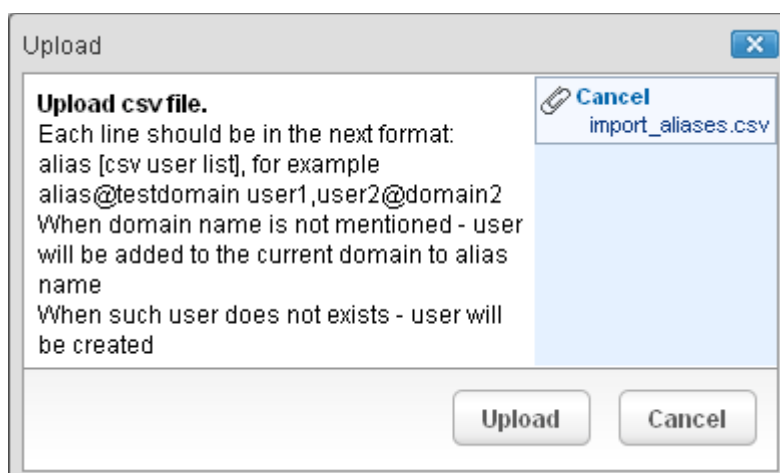 Upload
Upload csv file.
Each line should be in the next format:
alias [csv user list], for example
alias@testdomain user1,user2@domain2
When domain name is not mentioned - user
will be added to the current domain to alias
name
When such user does not exists - user will
be created
Cancel
import_aliases.csv
Upload
Cancel